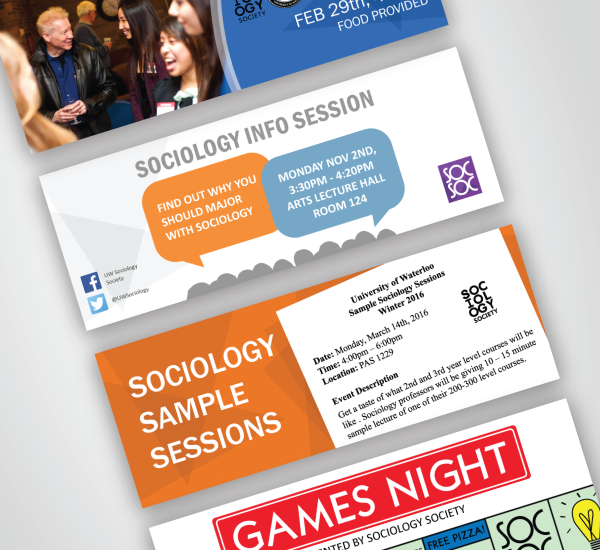 OGY
SOCIETY
FEB 29th,
FOOD PROVIDED
SOCIOLOGY INFO SESSION
FIND OUT WHY YOU
SHOULD MAJOR
WITH SOCIOLOGY
MONDAY NOV 2ND,
3:30PM - 4:20PM
ARTS LECTURE HALL
ROOM 124
SOC
SOC
UW Sociology
Society
@UWSociology
SOCIOLOGY
SAMPLE
SESSIONS
University of Waterloo
Sample Sociology Sessions
Winter 2016
Date: Monday, March 14th, 2016
Time: 4:00pm – 6:00pm
Location: PAS 1229
Event Description
Get a taste of what 2nd and 3rd year level courses will be
like . Sociology professors will be giving 10 – 15 minute
sample lecture of one of their 200-300 level courses.
SOC
IOL
OGY
SOCIETY
GAMES NIGHT
ENTED BY SOCIOLOGY SOCIETY
FREE PIZZA!
SOC